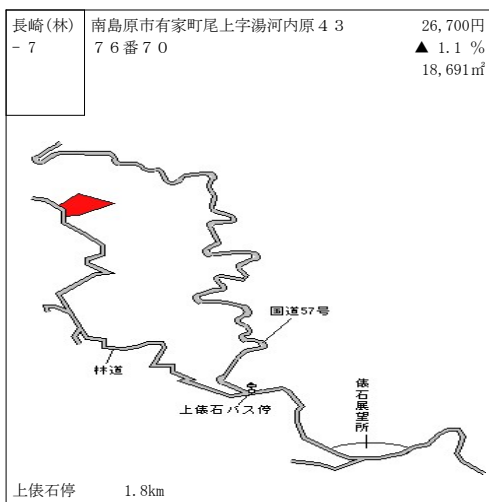 長崎(林)
－７
南島原市有家町尾上字湯河内原４３
７６番７０
26,700円
▲ 1.1 %
18,691㎡
国道57号
林道
上俵石バス停
俵石展望所
上俵石停 1.8km